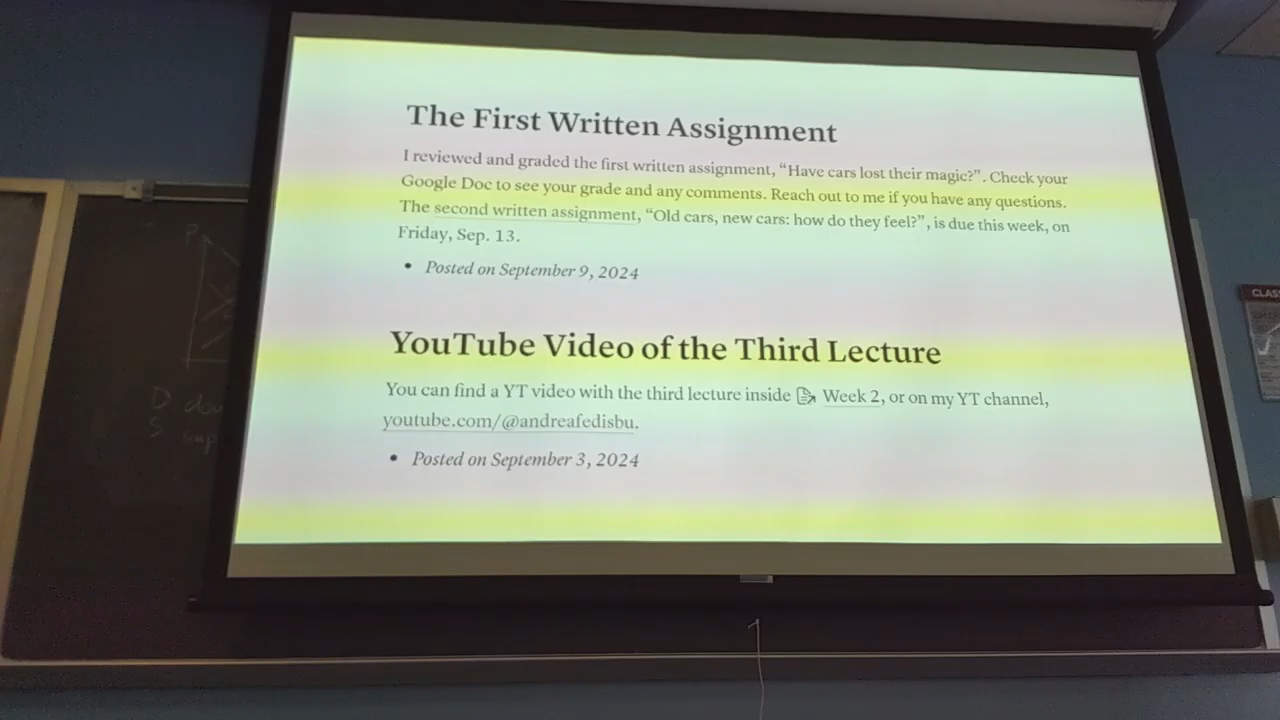 The First Written Assignment
I reviewed and graded the first written assignment, “Have cars lost their magic?”. Check your
Google Doc to see your grade and any comments. Reach out to me if you have any questions.
The second written assignment, “Old cars, new cars: how do they feel?”, is due this week, on
Friday, Sep. 13.
• Posted on September 9, 2024
YouTube Video of the Third Lecture
You can find a YT video with the third lecture inside Week 2, or on my YT channel,
youtube.com/@andreafedisbu.
• Posted on September 3, 2024
P
D
S
CLAS